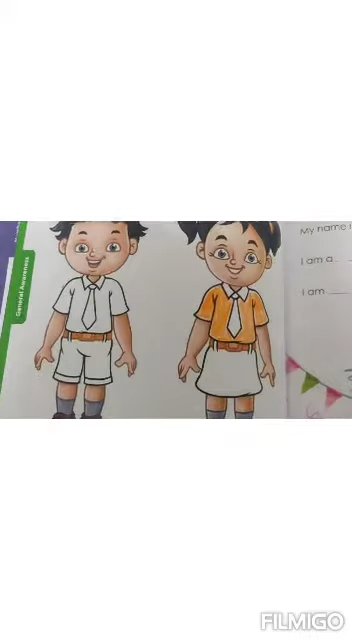 General Awareness
My name i
I am a
I am
FILMIGO